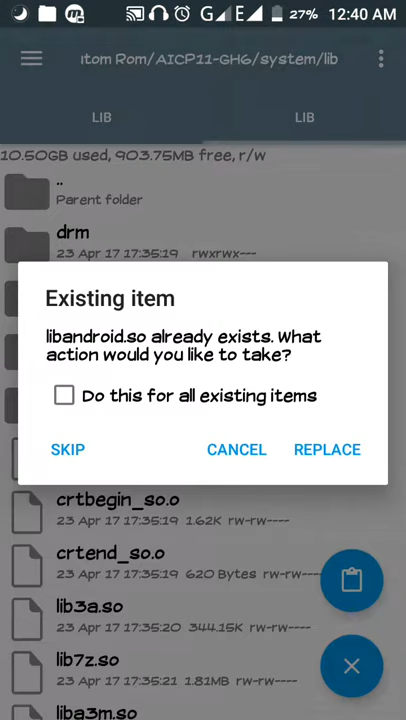 G E 27% 12:40 AM
itom Rom/AICP11-GH6/system/lib
LIB LIB
10.50GB used, 903.75MB free, r/w
..
Parent folder
drm
23 Apr 17 17:35:19 rwxrwx---
Existing item
libandroid.so already exists. What
action would you like to take?
Do this for all existing items
SKIP CANCEL REPLACE
crtbegin_so.o
23 Apr 17 17:35:19 1.62K rw-rw----
crtend_so.o
23 Apr 17 17:35:19 620 Bytes rw-rw----
lib3a.so
23 Apr 17 17:35:20 344.15K rw-rw----
lib7z.so
23 Apr 17 17:35:21 1.81MB rw-rw----
liba3m.so